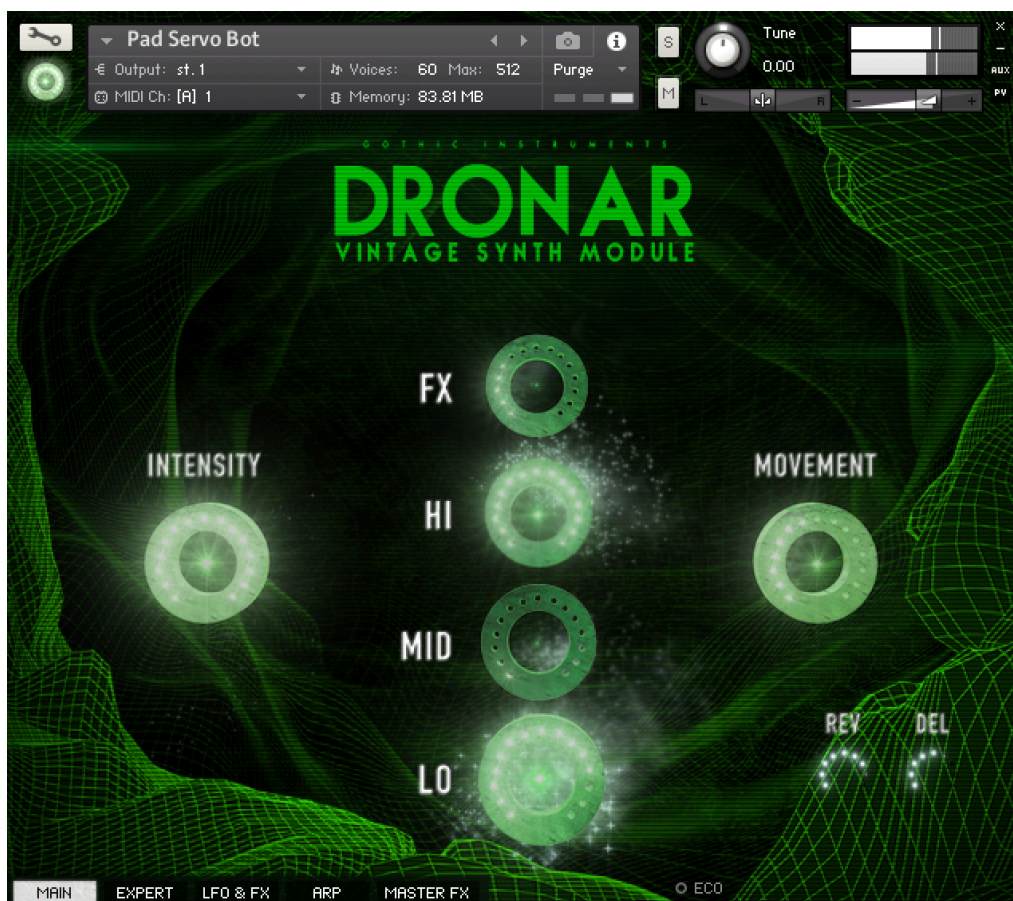 Pad Servo Bot
S
Tune
0.00
×
–
AUX
PV
Output: st. 1
Voices: 60 Max: 512
Purge
MIDI Ch: [A] 1
Memory: 83.81 MB
M
L
R
–
+
GOTHIC INSTRUMENTS
DRONAR
VINTAGE SYNTH MODULE
FX
INTENSITY
MOVEMENT
HI
MID
REV
DEL
LO
MAIN
EXPERT
LFO & FX
ARP
MASTER FX
ECO